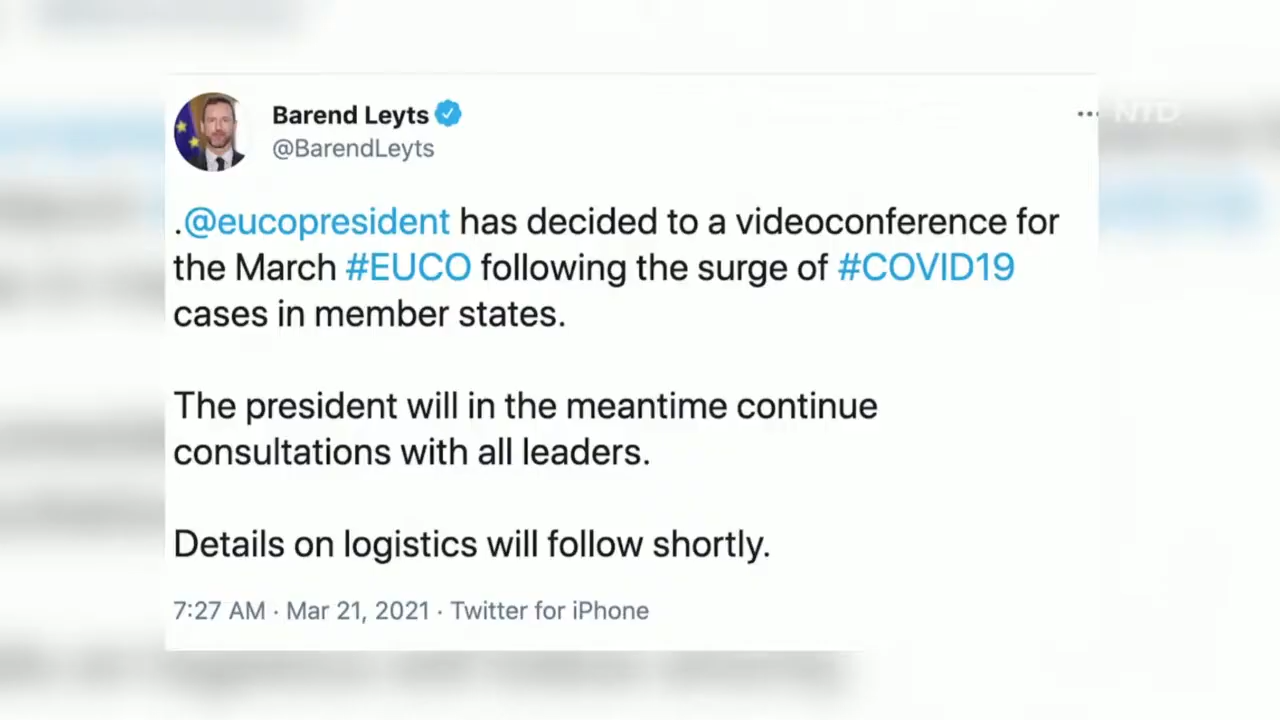 Barend Leyts
@BarendLeyts
NTD
.@eucopresident has decided to a videoconference for
the March #EUCO following the surge of #COVID19
cases in member states.
The president will in the meantime continue
consultations with all leaders.
Details on logistics will follow shortly.
7:27 AM · Mar 21, 2021 · Twitter for iPhone